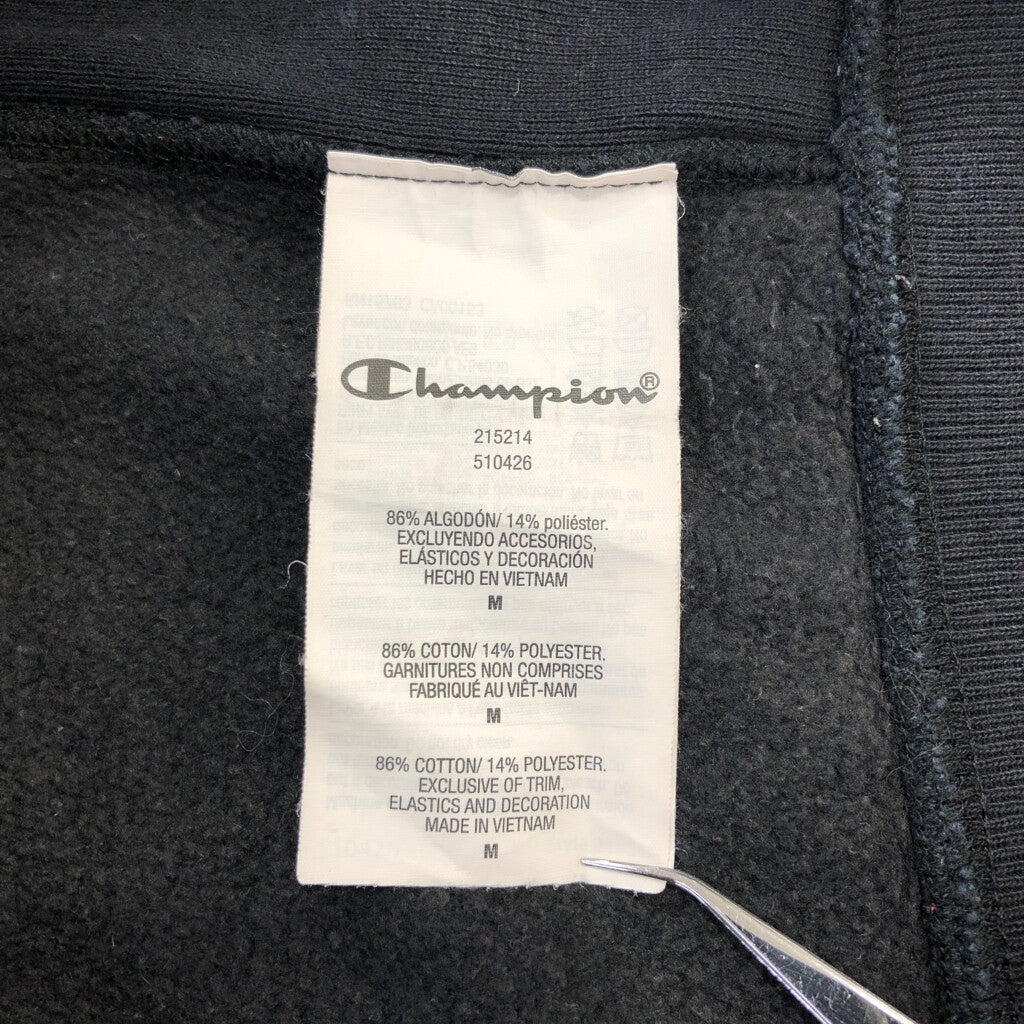 Champion®
215214
510426
86% ALGODÓN/ 14% poliéster.
EXCLUYENDO ACCESORIOS,
ELÁSTICOS Y DECORACIÓN
HECHO EN VIETNAM
M
86% COTON/ 14% POLYESTER.
GARNITURES NON COMPRISES
FABRIQUÉ AU VIÊT-NAM
M
86% COTTON/ 14% POLYESTER.
EXCLUSIVE OF TRIM,
ELASTICS AND DECORATION
MADE IN VIETNAM
M